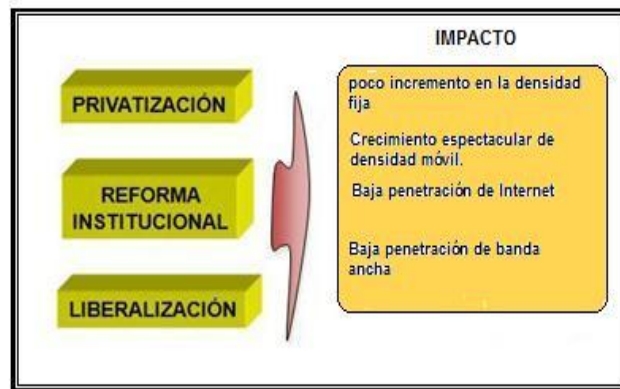 IMPACTO
PRIVATIZACIÓN
REFORMA
INSTITUCIONAL
LIBERALIZACIÓN
poco incremento en la densidad
fija
Crecimiento espectacular de
densidad móvil.
Baja penetración de Internet
Baja penetración de banda
ancha